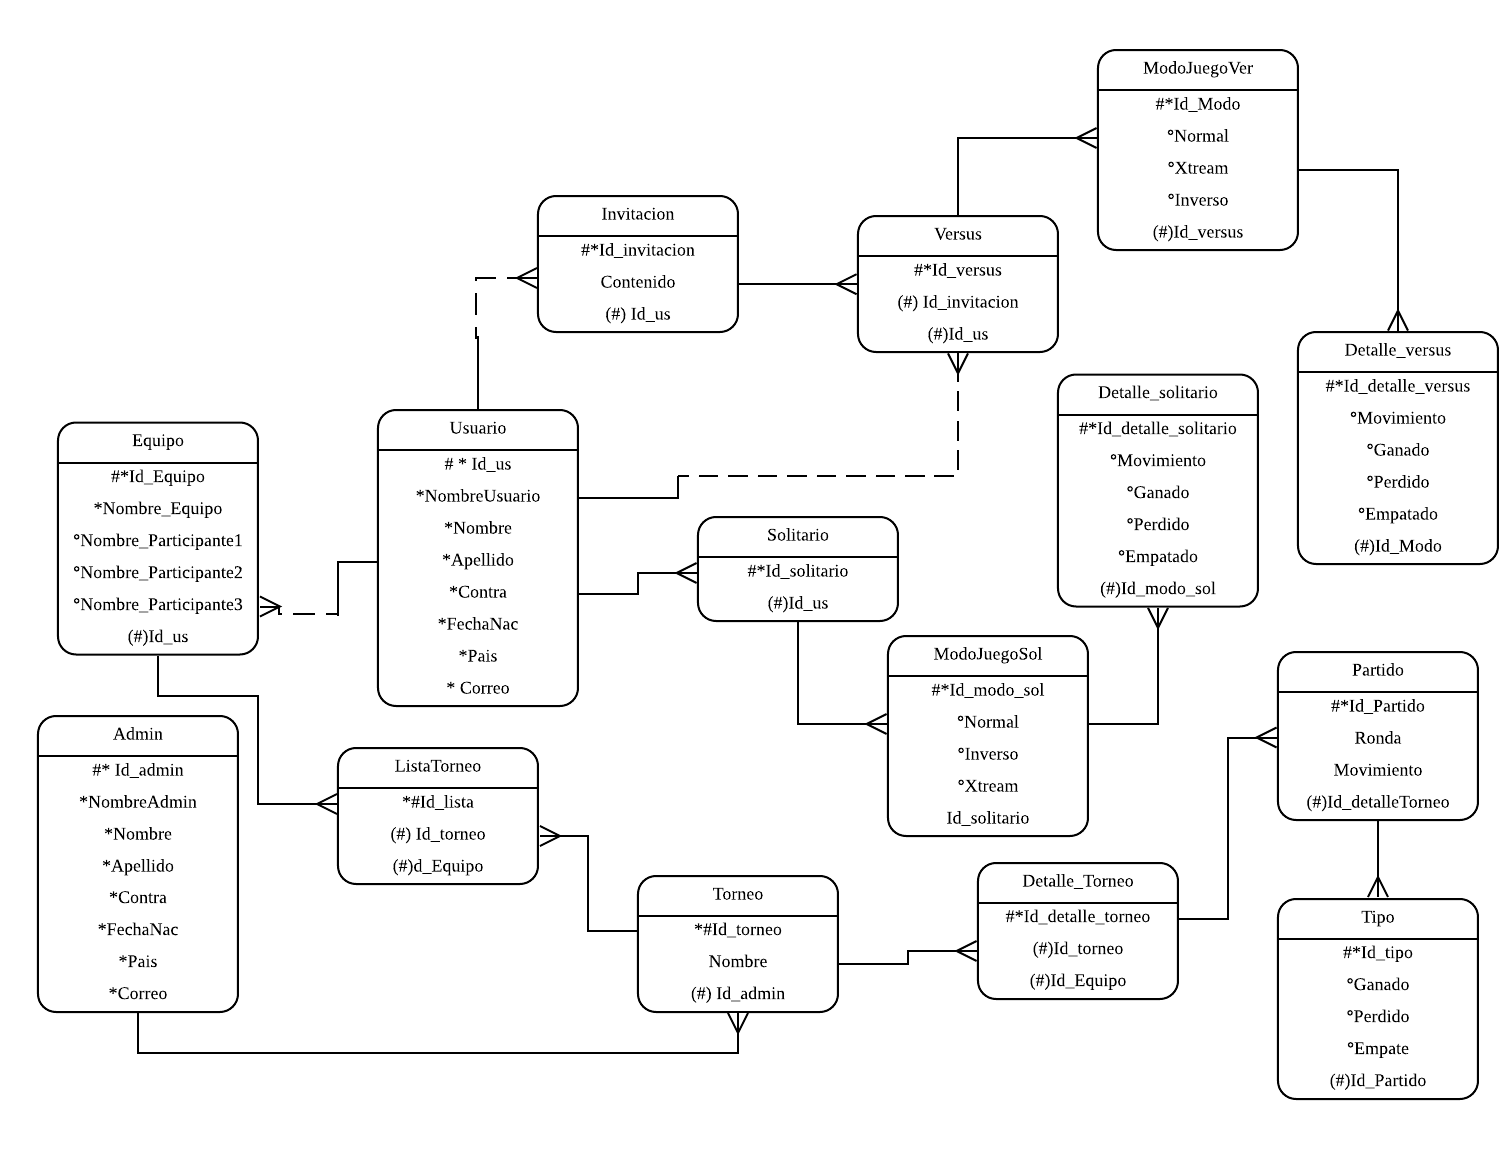 ModoJuegoVer
#*Id_Modo
°Normal
°Xtream
°Inverso
(#)Id_versus
Invitacion
#*Id_invitacion
Contenido
(#) Id_us
Versus
#*Id_versus
(#) Id_invitacion
(#)Id_us
Detalle_versus
#*Id_detalle_versus
°Movimiento
°Ganado
°Perdido
°Empatado
(#)Id_Modo
Detalle_solitario
#*Id_detalle_solitario
°Movimiento
°Ganado
°Perdido
°Empatado
(#)Id_modo_sol
Equipo
#*Id_Equipo
*Nombre_Equipo
°Nombre_Participante1
°Nombre_Participante2
°Nombre_Participante3
(#)Id_us
Usuario
# * Id_us
*NombreUsuario
*Nombre
*Apellido
*Contra
*FechaNac
*Pais
* Correo
Solitario
#*Id_solitario
(#)Id_us
ModoJuegoSol
#*Id_modo_sol
°Normal
°Inverso
°Xtream
Id_solitario
Partido
#*Id_Partido
Ronda
Movimiento
(#)Id_detalleTorneo
Admin
#* Id_admin
*NombreAdmin
*Nombre
*Apellido
*Contra
*FechaNac
*Pais
*Correo
ListaTorneo
*#Id_lista
(#) Id_torneo
(#)d_Equipo
Torneo
*#Id_torneo
Nombre
(#) Id_admin
Detalle_Torneo
#*Id_detalle_torneo
(#)Id_torneo
(#)Id_Equipo
Tipo
#*Id_tipo
°Ganado
°Perdido
°Empate
(#)Id_Partido